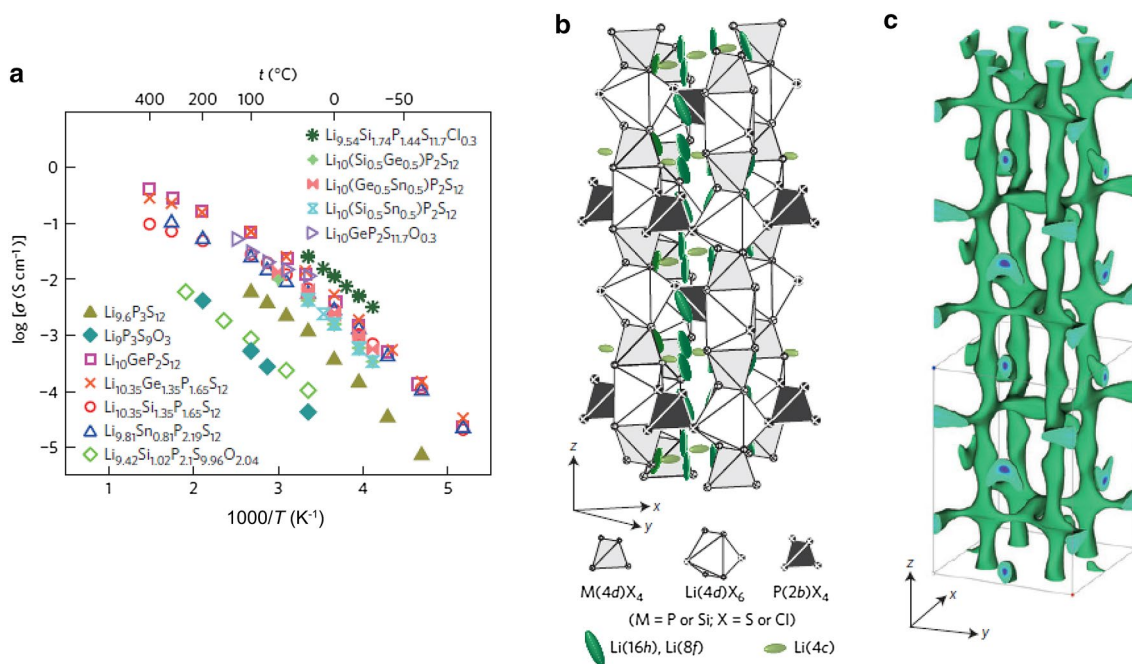 a
t (°C)
400 200 100 0 −50
log [σ (S cm⁻¹)]
0
−1
−2
−3
−4
−5
Li9.54Si1.74P1.44S11.7Cl0.3
Li10(Si0.5Ge0.5)P2S12
Li10(Ge0.5Sn0.5)P2S12
Li10(Si0.5Sn0.5)P2S12
Li10GeP2S11.7O0.3
Li9.6P3S12
Li9P3S9O3
Li10GeP2S12
Li10.35Ge1.35P1.65S12
Li10.35Si1.35P1.65S12
Li9.81Sn0.81P2.19S12
Li9.42Si1.02P2.1S9.96O2.04
1 2 3 4 5
1000/T (K⁻¹)
b
z
x
y
M(4d)X4 Li(4d)X6 P(2b)X4
(M = P or Si; X = S or Cl)
Li(16h), Li(8f) Li(4c)
c
z
x
y